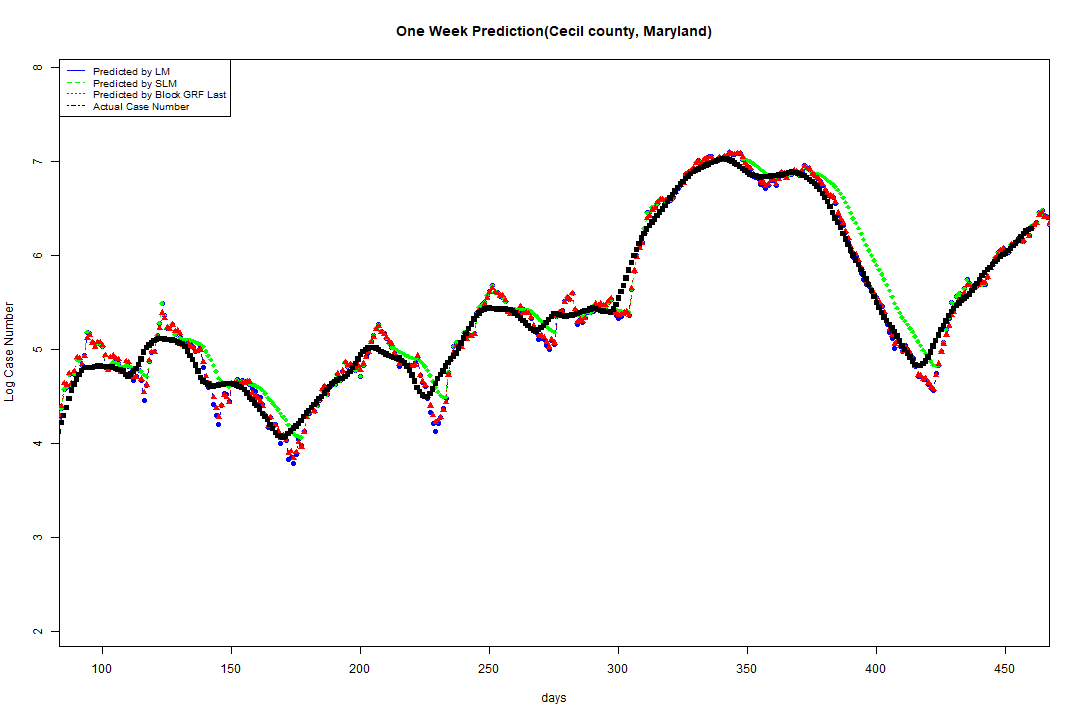 One Week Prediction(Cecil county, Maryland)
Predicted by LM
Predicted by SLM
Predicted by Block GRF Last
Actual Case Number
8
7
6
5
4
3
2
Log Case Number
100 150 200 250 300 350 400 450
days